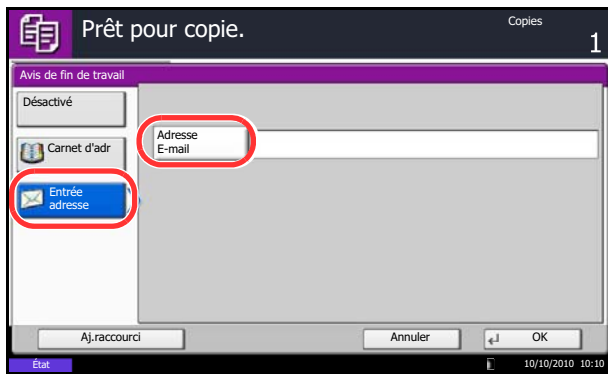 Prêt pour copie.
Copies
1
Avis de fin de travail
Désactivé
Carnet d'adr
Adresse
E-mail
Entrée
adresse
Aj.raccourci
Annuler
OK
État
10/10/2010 10:10